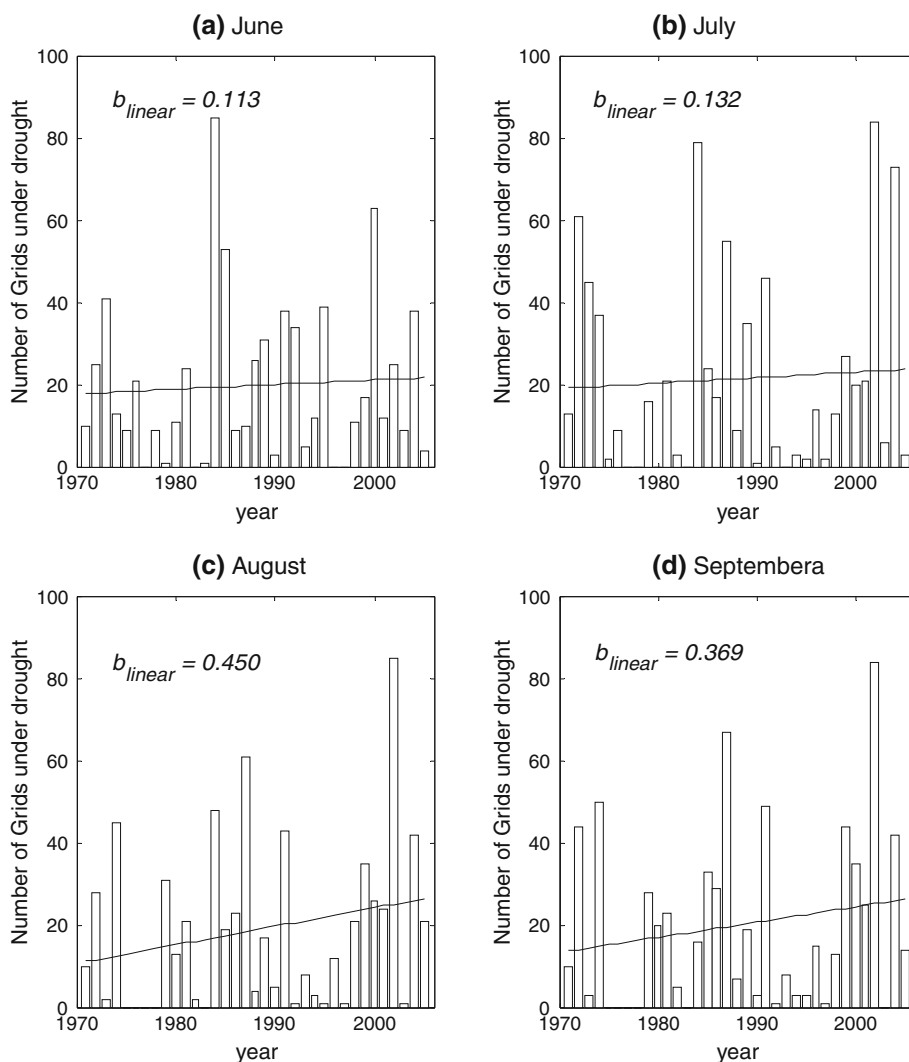 (a) June
100
80
60
40
20
0
1970 1980 1990 2000
year
Number of Grids under drought
b_linear = 0.113
(b) July
100
80
60
40
20
0
1970 1980 1990 2000
year
Number of Grids under drought
b_linear = 0.132
(c) August
100
80
60
40
20
0
1970 1980 1990 2000
year
Number of Grids under drought
b_linear = 0.450
(d) Septembera
100
80
60
40
20
0
1970 1980 1990 2000
year
Number of Grids under drought
b_linear = 0.369